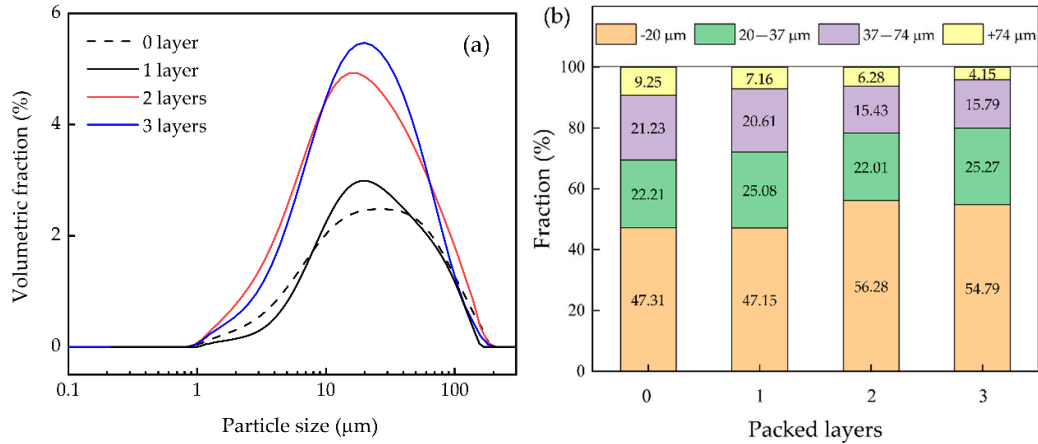 (a)
0 layer
1 layer
2 layers
3 layers
6
4
2
0
Volumetric fraction (%)
0.1 1 10 100
Particle size (μm)
(b)
-20 μm 20—37 μm 37—74 μm +74 μm
100
80
60
40
20
0
Fraction (%)
9.25 7.16 6.28 4.15
21.23 20.61 15.43 15.79
22.21 25.08 22.01 25.27
47.31 47.15 56.28 54.79
0 1 2 3
Packed layers